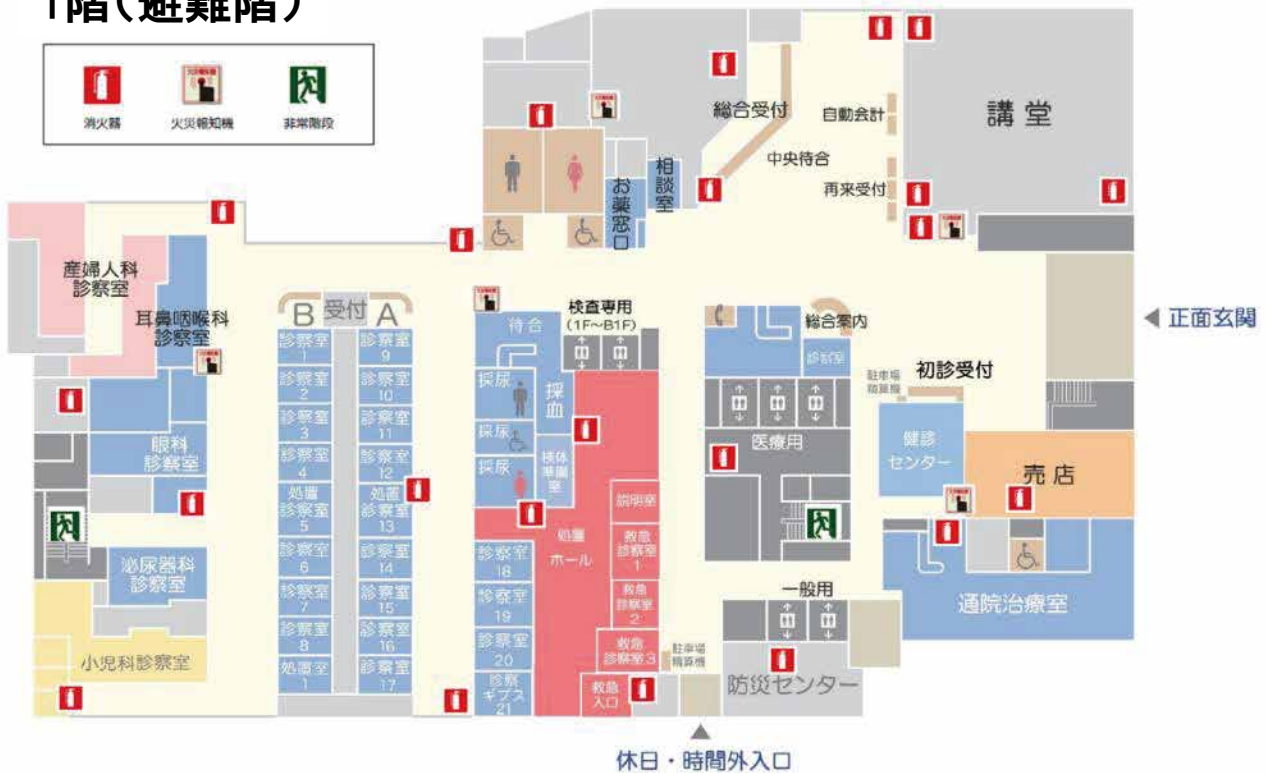 1階(避難階)
消火器
火災報知機
非常階段
総合受付
自動会計
講堂
中央待合
再来受付
相談室
お薬窓口
産婦人科
診察室
耳鼻咽喉科
診察室
B
受付
A
待合
検査専用
(1F~B1F)
総合案内
正面玄関
診察室
1
診察室
2
診察室
3
診察室
4
処置
診察室
5
診察室
6
診察室
7
診察室
8
処置室
1
診察室
9
診察室
10
診察室
11
診察室
12
処置
診察室
13
診察室
14
診察室
15
診察室
16
診察室
17
採尿
採尿
採尿
採血
検体
準備
室
診察室
18
診察室
19
診察室
20
診察
ギプス
21
処置
ホール
説明室
救急
診察室
1
救急
診察室
2
救急
診察室3
救急
入口
医療用
初診受付
駐車場
精算機
健診
センター
売店
眼科
診察室
泌尿器科
診察室
小児科診察室
一般用
通院治療室
駐車場
精算機
防災センター
休日・時間外入口